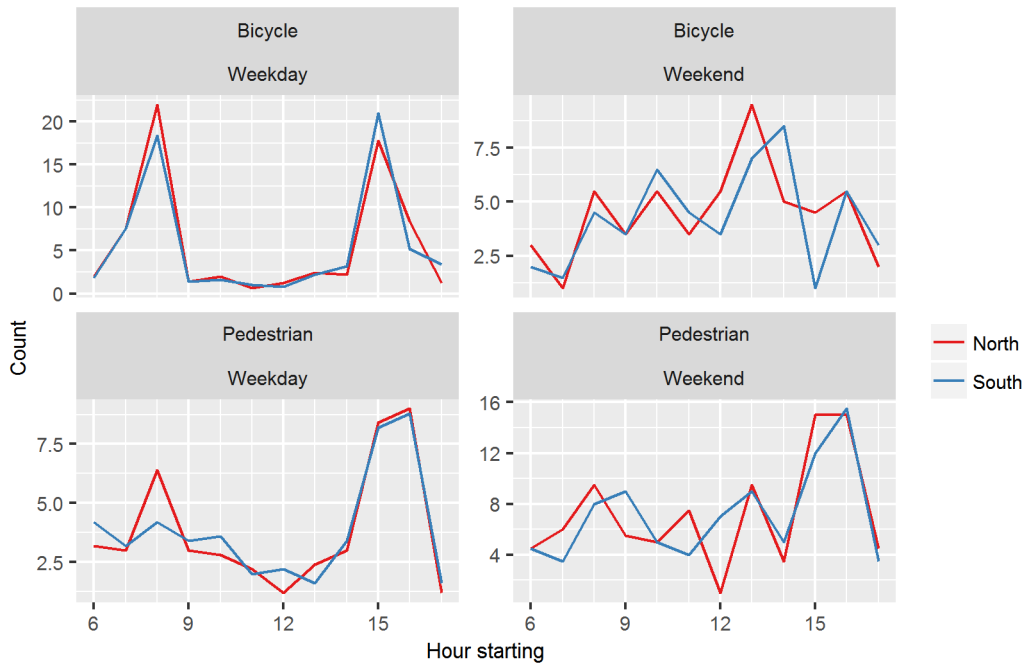 Bicycle
Weekday
Bicycle
Weekend
20
15
10
5
0
7.5
5.0
2.5
Count
Pedestrian
Weekday
Pedestrian
Weekend
7.5
5.0
2.5
16
12
8
4
6
9
12
15
6
9
12
15
Hour starting
North
South